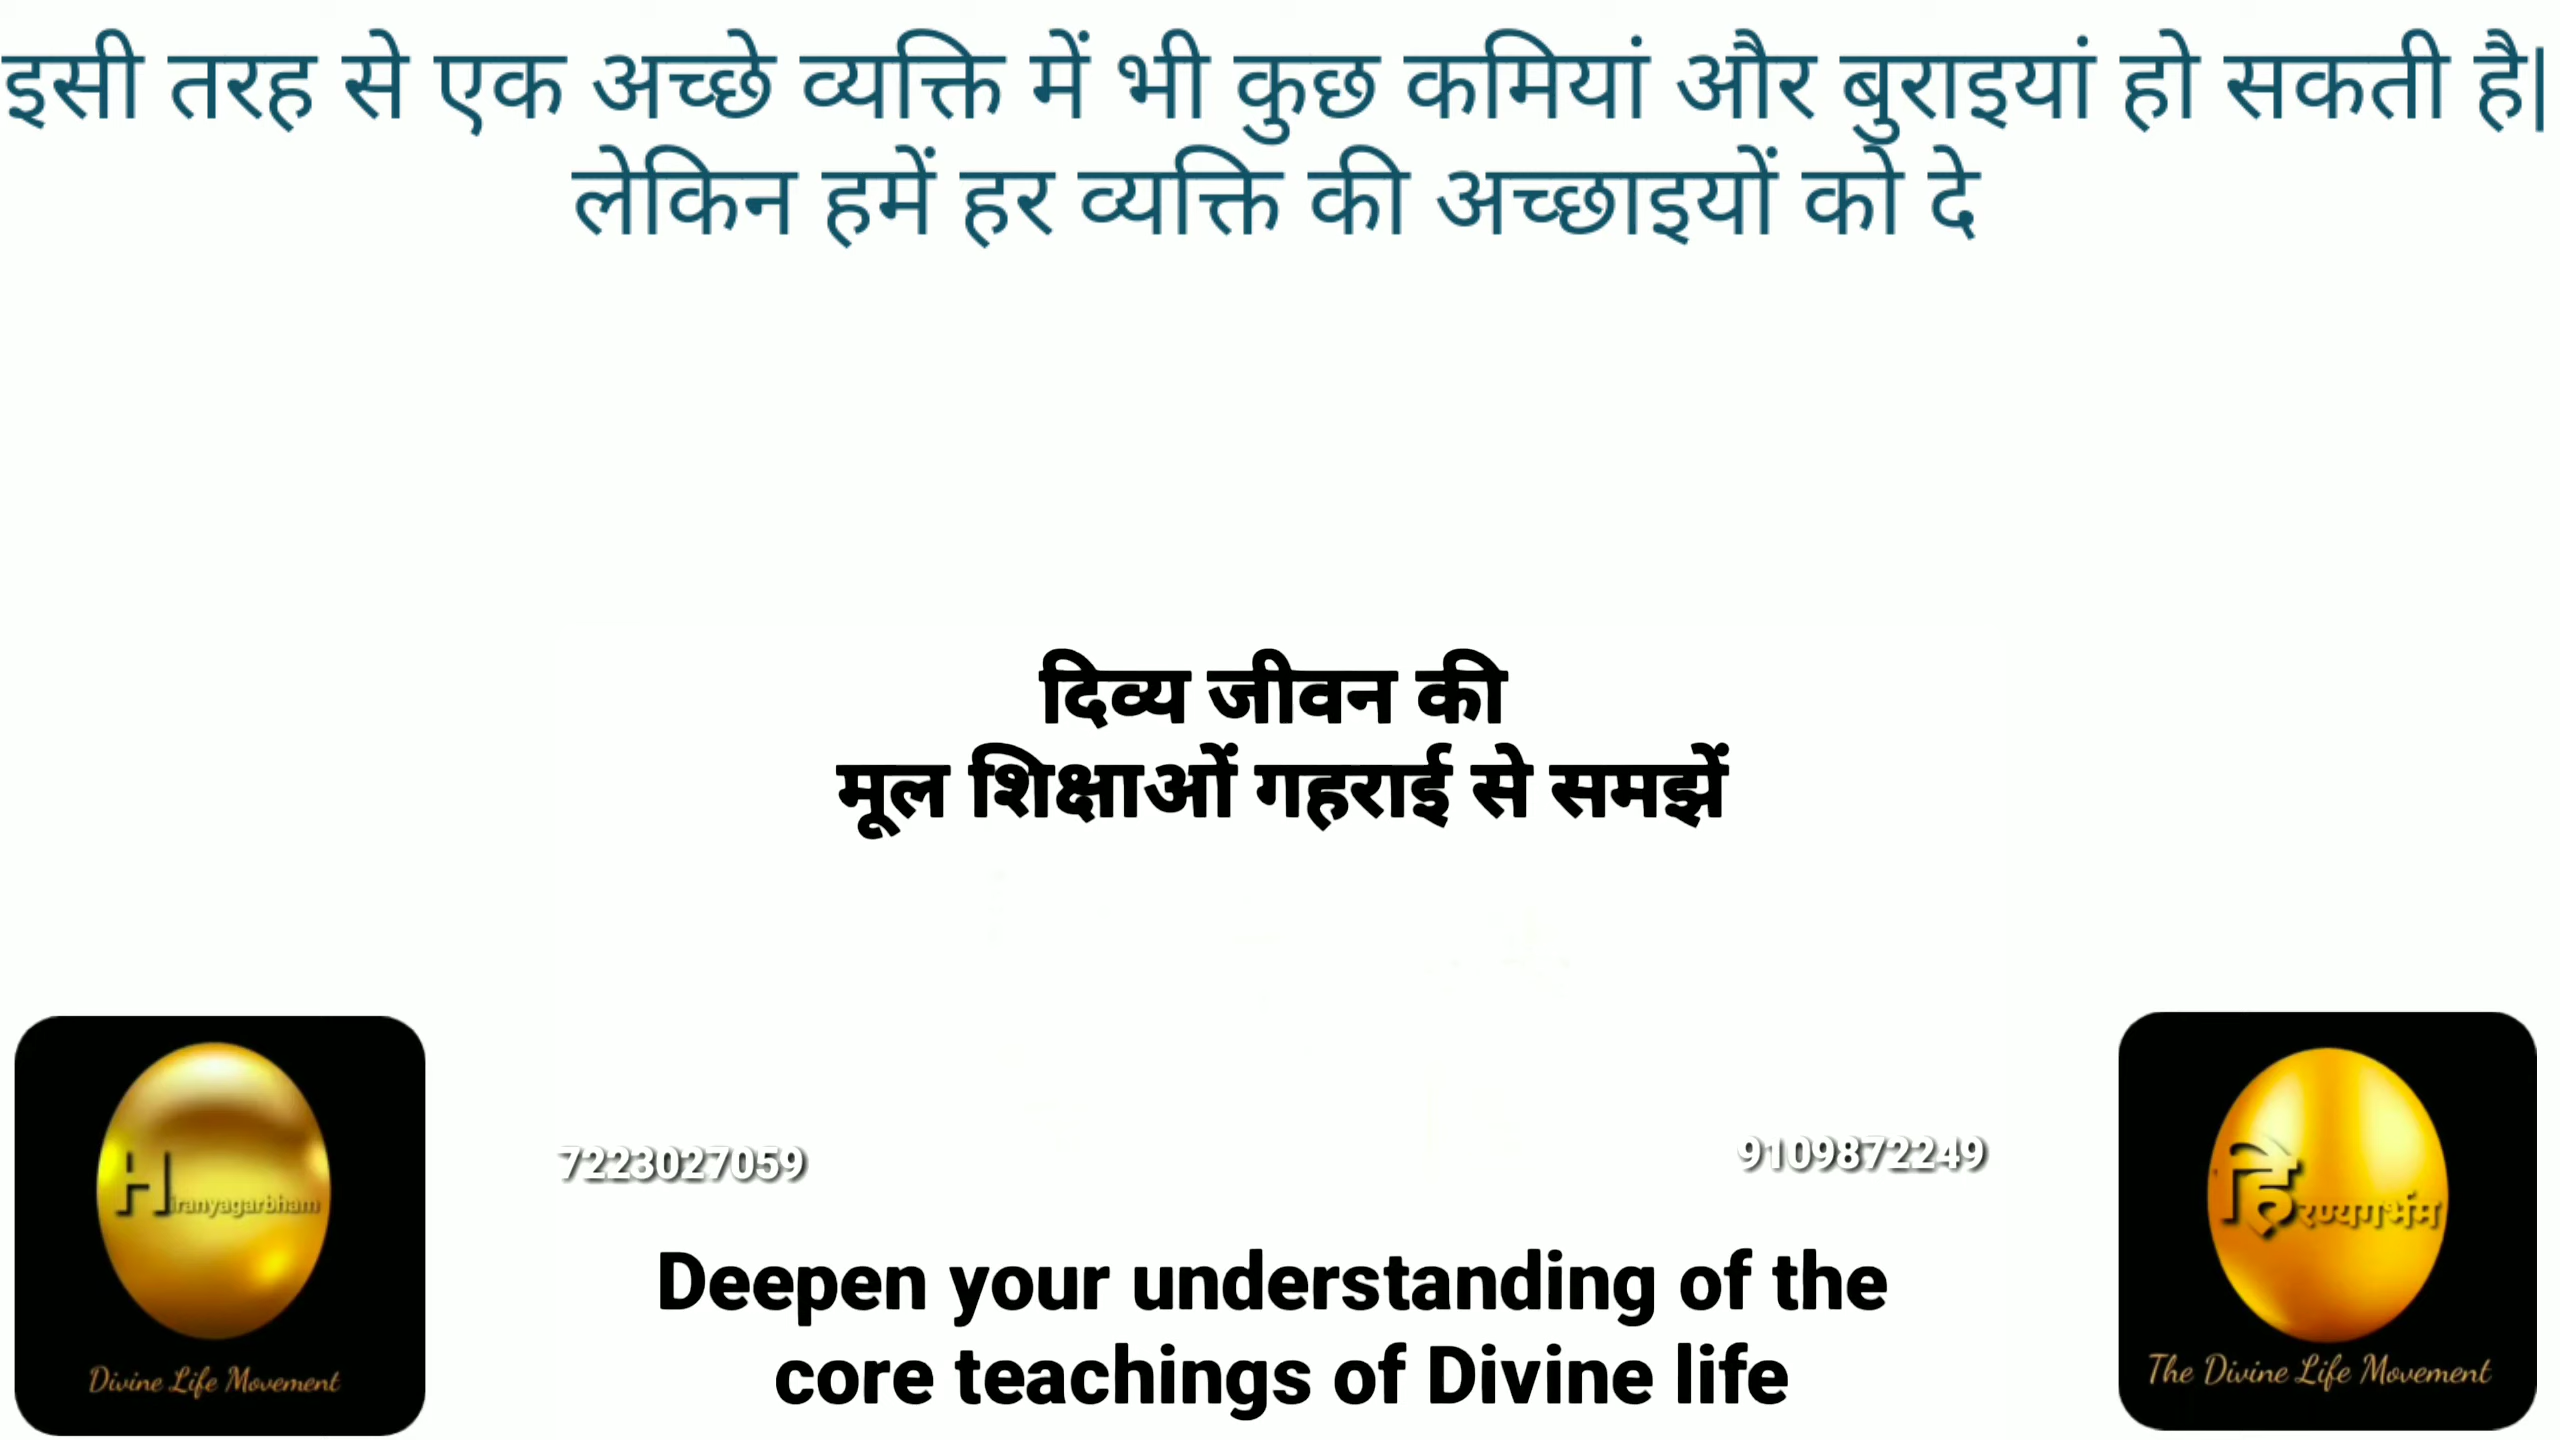 इसी तरह से एक अच्छे व्यक्ति में भी कुछ कमियां और बुराइयां हो सकती है|
लेकिन हमें हर व्यक्ति की अच्छाइयों को दे
दिव्य जीवन की
मूल शिक्षाओं गहराई से समझें
7223027059
9109872249
Hiranyagarbham
हिरण्यगर्भम
Deepen your understanding of the
core teachings of Divine life
Divine Life Movement
The Divine Life Movement